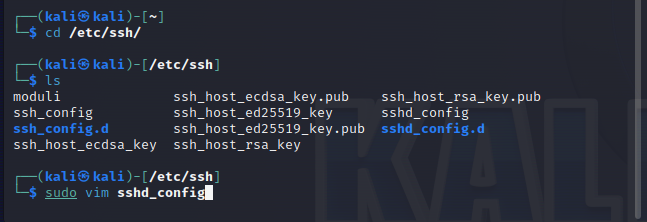 ┌──(kali㉿kali)-[~]
└─$ cd /etc/ssh/
┌──(kali㉿kali)-[/etc/ssh]
└─$ ls
moduli ssh_host_ecdsa_key.pub ssh_host_rsa_key.pub
ssh_config ssh_host_ed25519_key sshd_config
ssh_config.d ssh_host_ed25519_key.pub sshd_config.d
ssh_host_ecdsa_key ssh_host_rsa_key
┌──(kali㉿kali)-[/etc/ssh]
└─$ sudo vim sshd_config
KALI